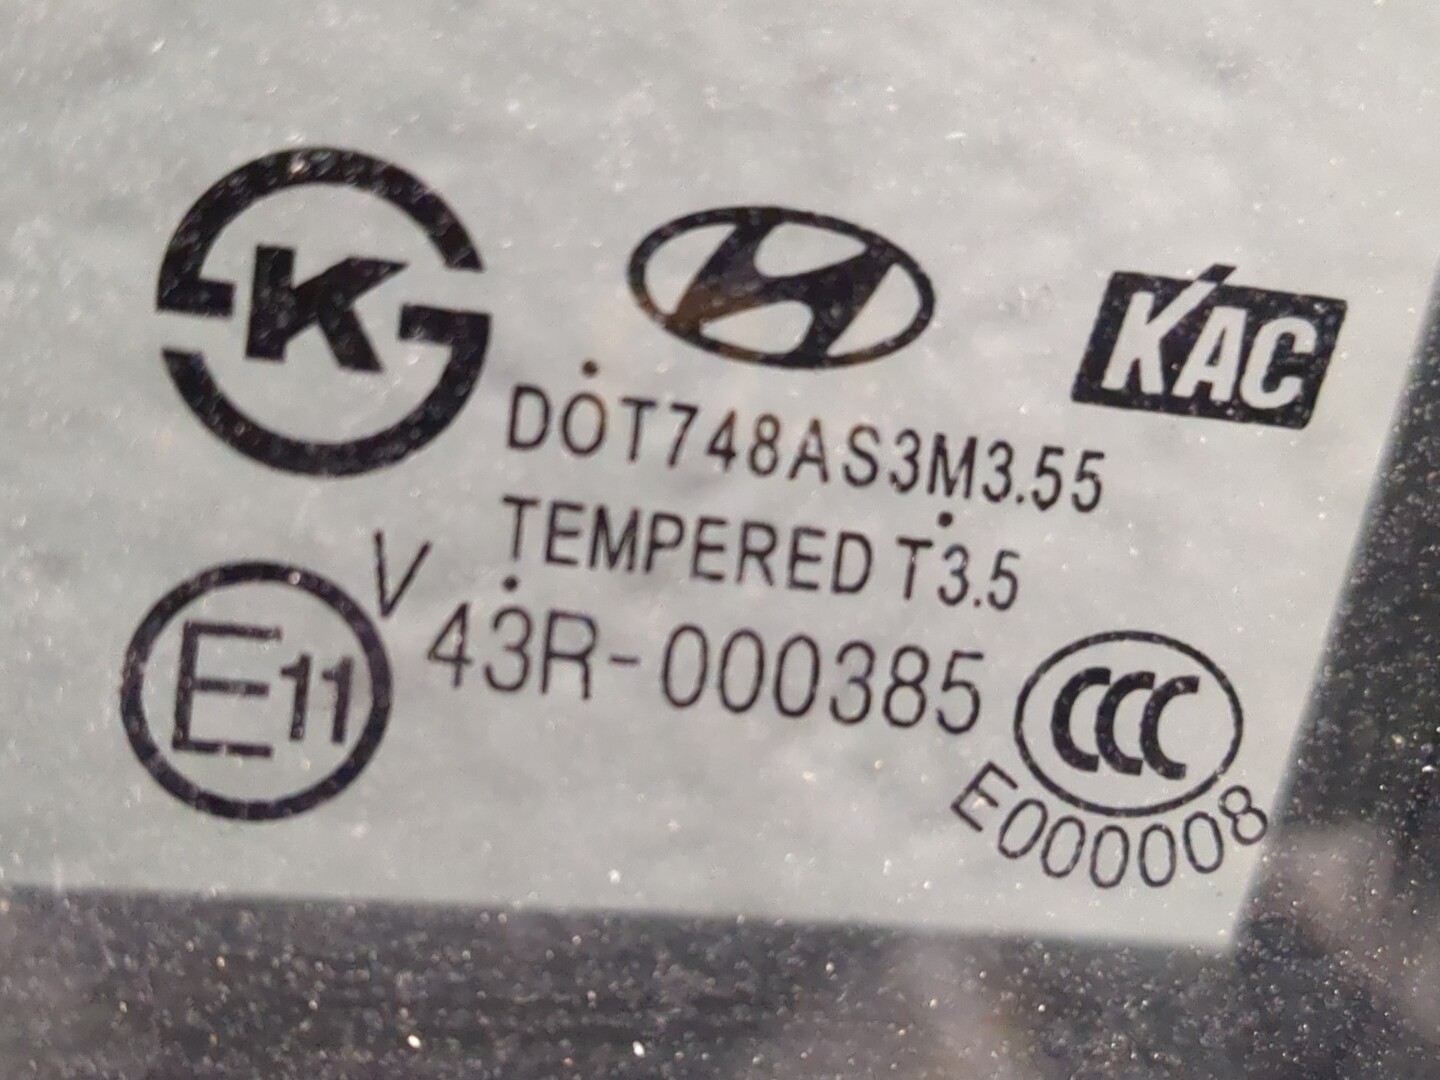 K
KAC
DOT748AS3M3.55
TEMPERED T3.5
V
E11
43R-000385
CCC
E000008